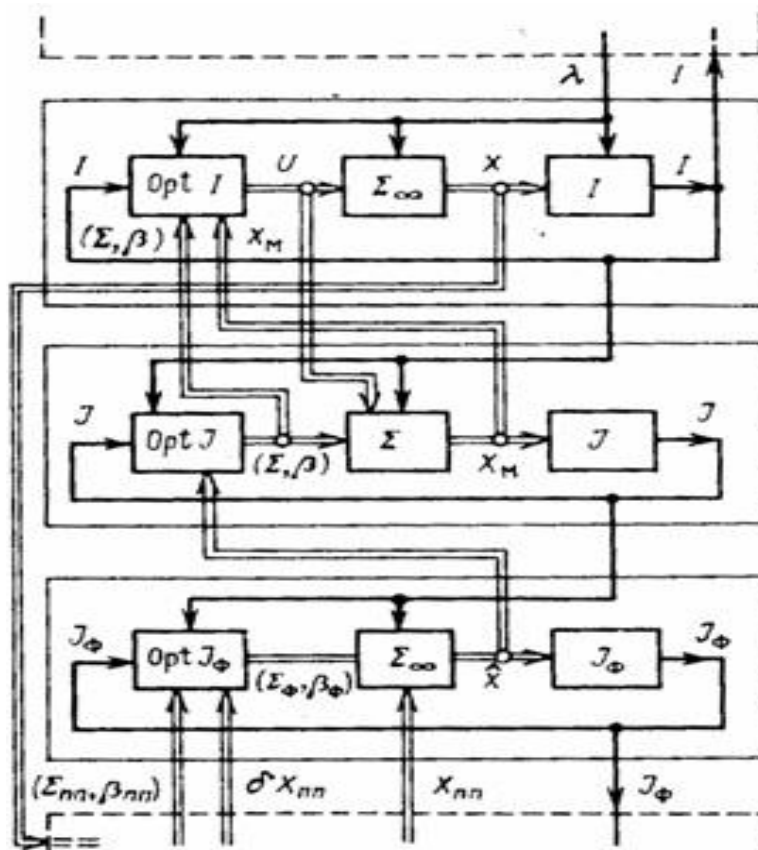 λ I
I Opt I U Σ∞ X I I
(Σ,β) Xм
J Opt J (Σ,β) Σ Xм J J
Jф Opt Jф (Σф,βф) Σ∞ X̂ Jф Jф
(Σпп,βпп) δXпп Xпп Jф